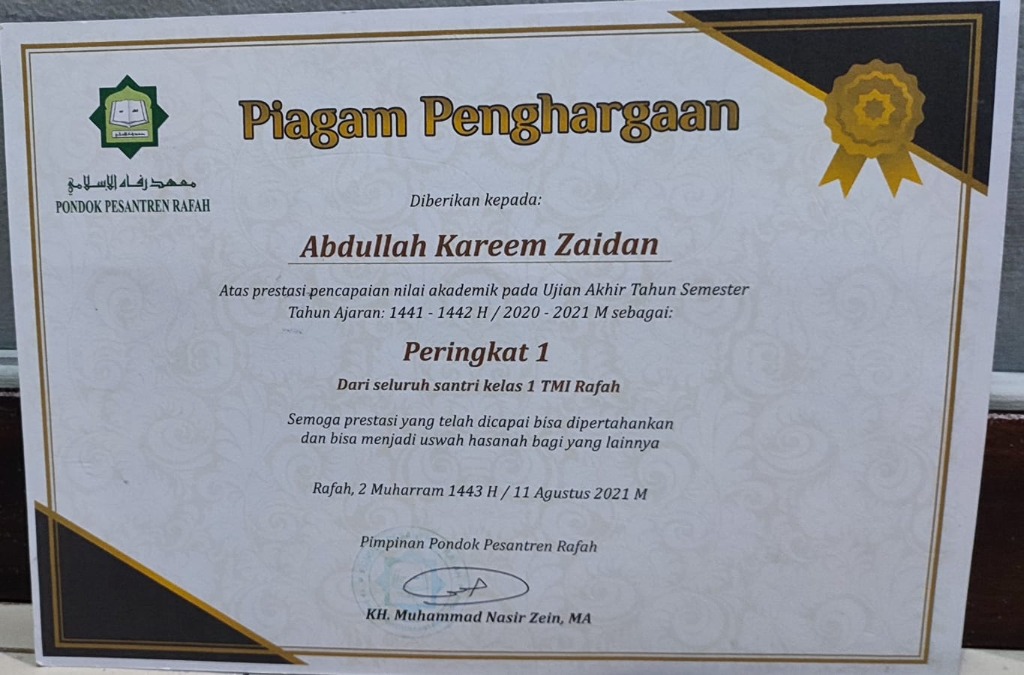 Piagam Penghargaan
معهد رفاه الإسلامي
PONDOK PESANTREN RAFAH
Diberikan kepada:
Abdullah Kareem Zaidan
Atas prestasi pencapaian nilai akademik pada Ujian Akhir Tahun Semester
Tahun Ajaran: 1441 - 1442 H / 2020 - 2021 M sebagai:
Peringkat 1
Dari seluruh santri kelas 1 TMI Rafah
Semoga prestasi yang telah dicapai bisa dipertahankan
dan bisa menjadi uswah hasanah bagi yang lainnya
Rafah, 2 Muharram 1443 H / 11 Agustus 2021 M
Pimpinan Pondok Pesantren Rafah
KH. Muhammad Nasir Zein, MA